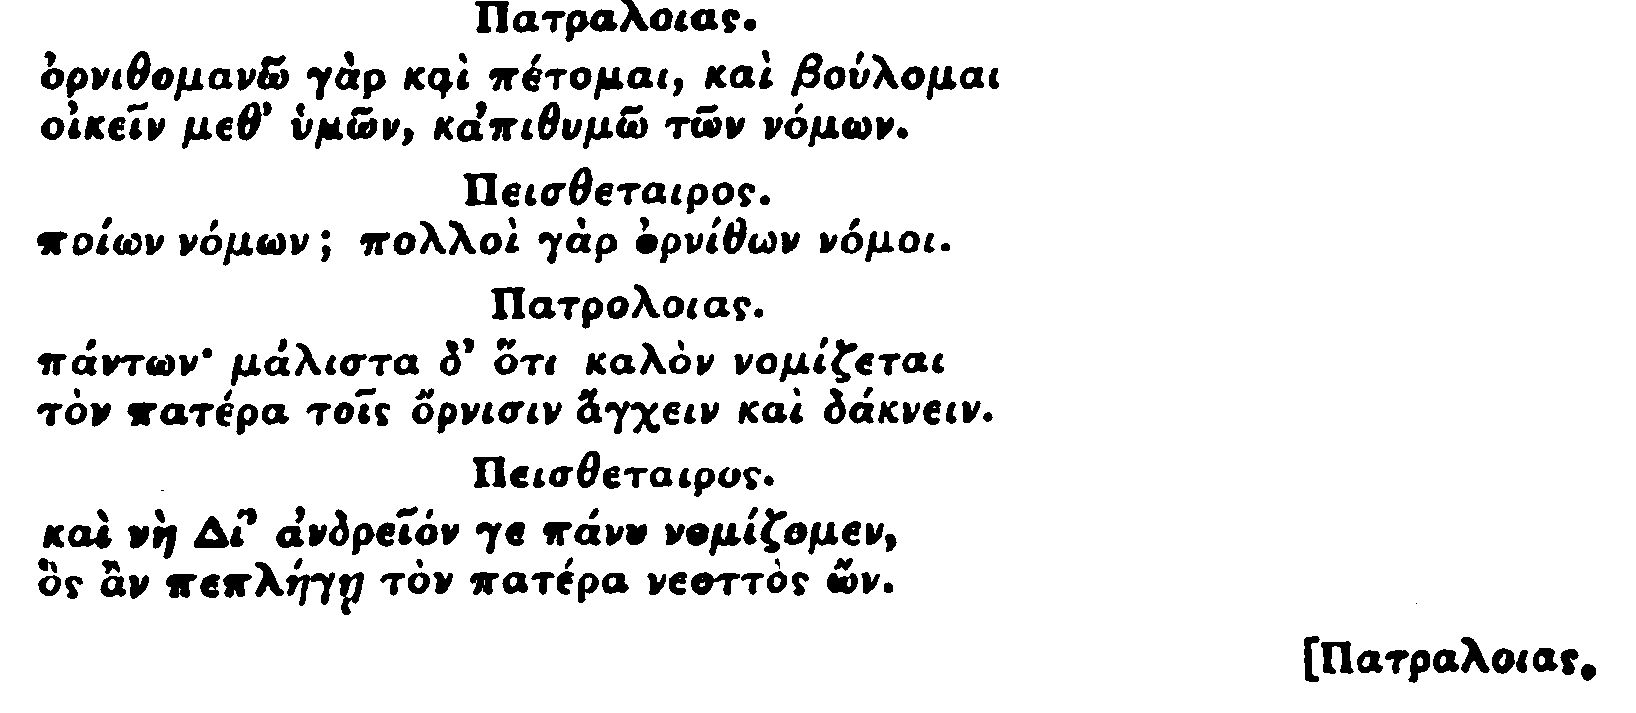 Πατραλοιας.
ὀρνιθομανῶ γὰρ καὶ πέτομαι, καὶ βούλομαι
οἰκεῖν μεθ’ ὑμῶν, κἀπιθυμῶ τῶν νόμων.
Πεισθεταιρος.
ποίων νόμων; πολλοὶ γὰρ ὀρνίθων νόμοι.
Πατρολοιας.
πάντων· μάλιστα δ’ ὅτι καλὸν νομίζεται
τὸν πατέρα τοῖς ὄρνισιν ἄγχειν καὶ δάκνειν.
Πεισθεταιρος.
καὶ νὴ Δί’ ἀνδρεῖόν γε πάνυ νομίζομεν,
ὃς ἂν πεπλήγῃ τὸν πατέρα νεοττὸς ὤν.
[Πατραλοιας.